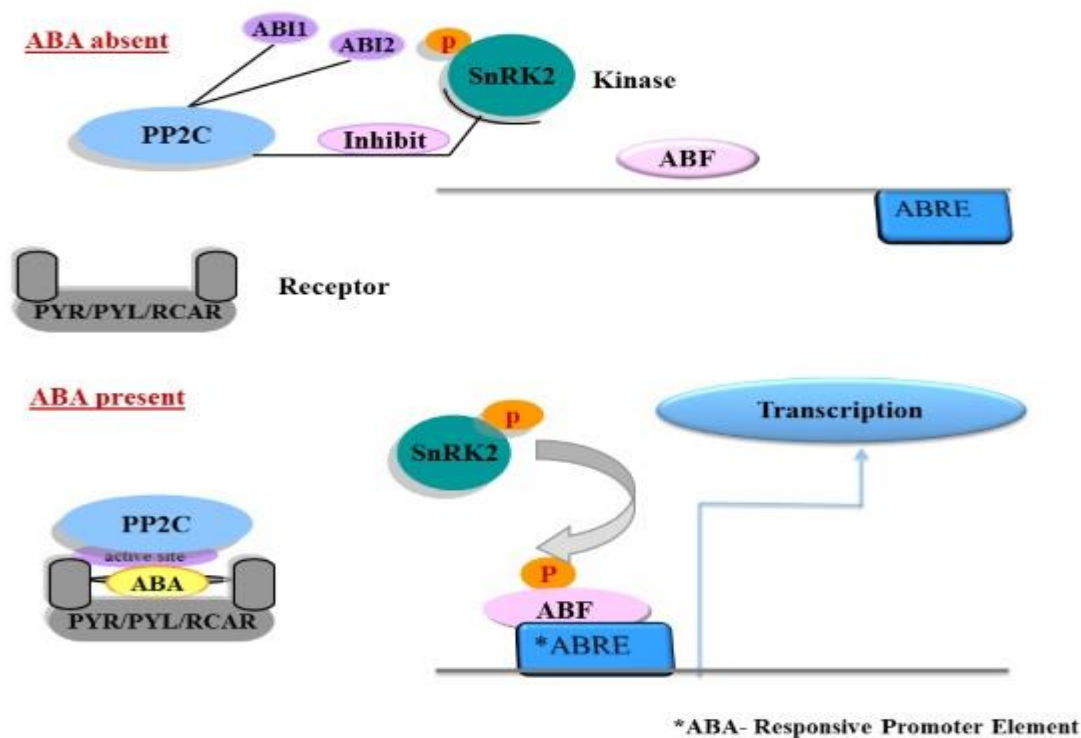 ABA absent
ABI1
ABI2
p
SnRK2
Kinase
PP2C
Inhibit
ABF
ABRE
Receptor
PYR/PYL/RCAR
ABA present
Transcription
p
SnRK2
PP2C
active site
ABA
PYR/PYL/RCAR
P
ABF
*ABRE
*ABA- Responsive Promoter Element